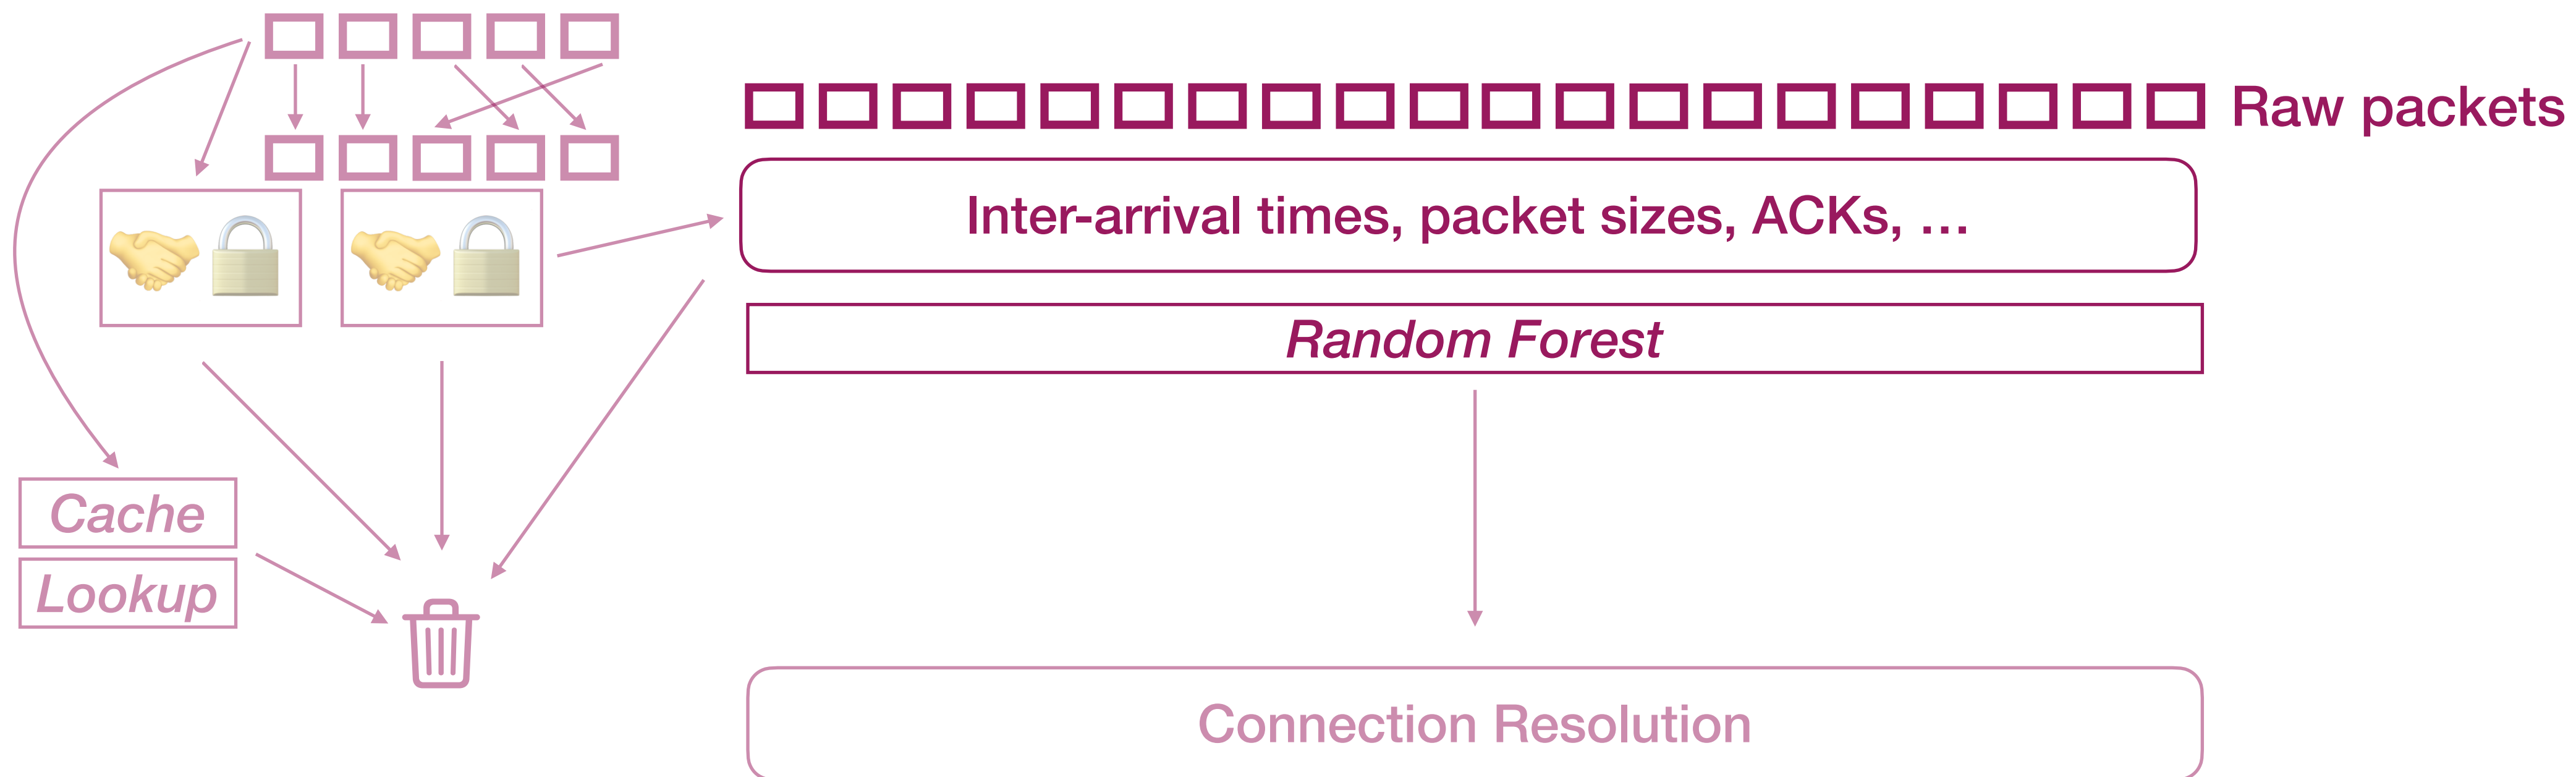 Raw packets
Inter-arrival times, packet sizes, ACKs, …
Random Forest
Cache
Lookup
Connection Resolution